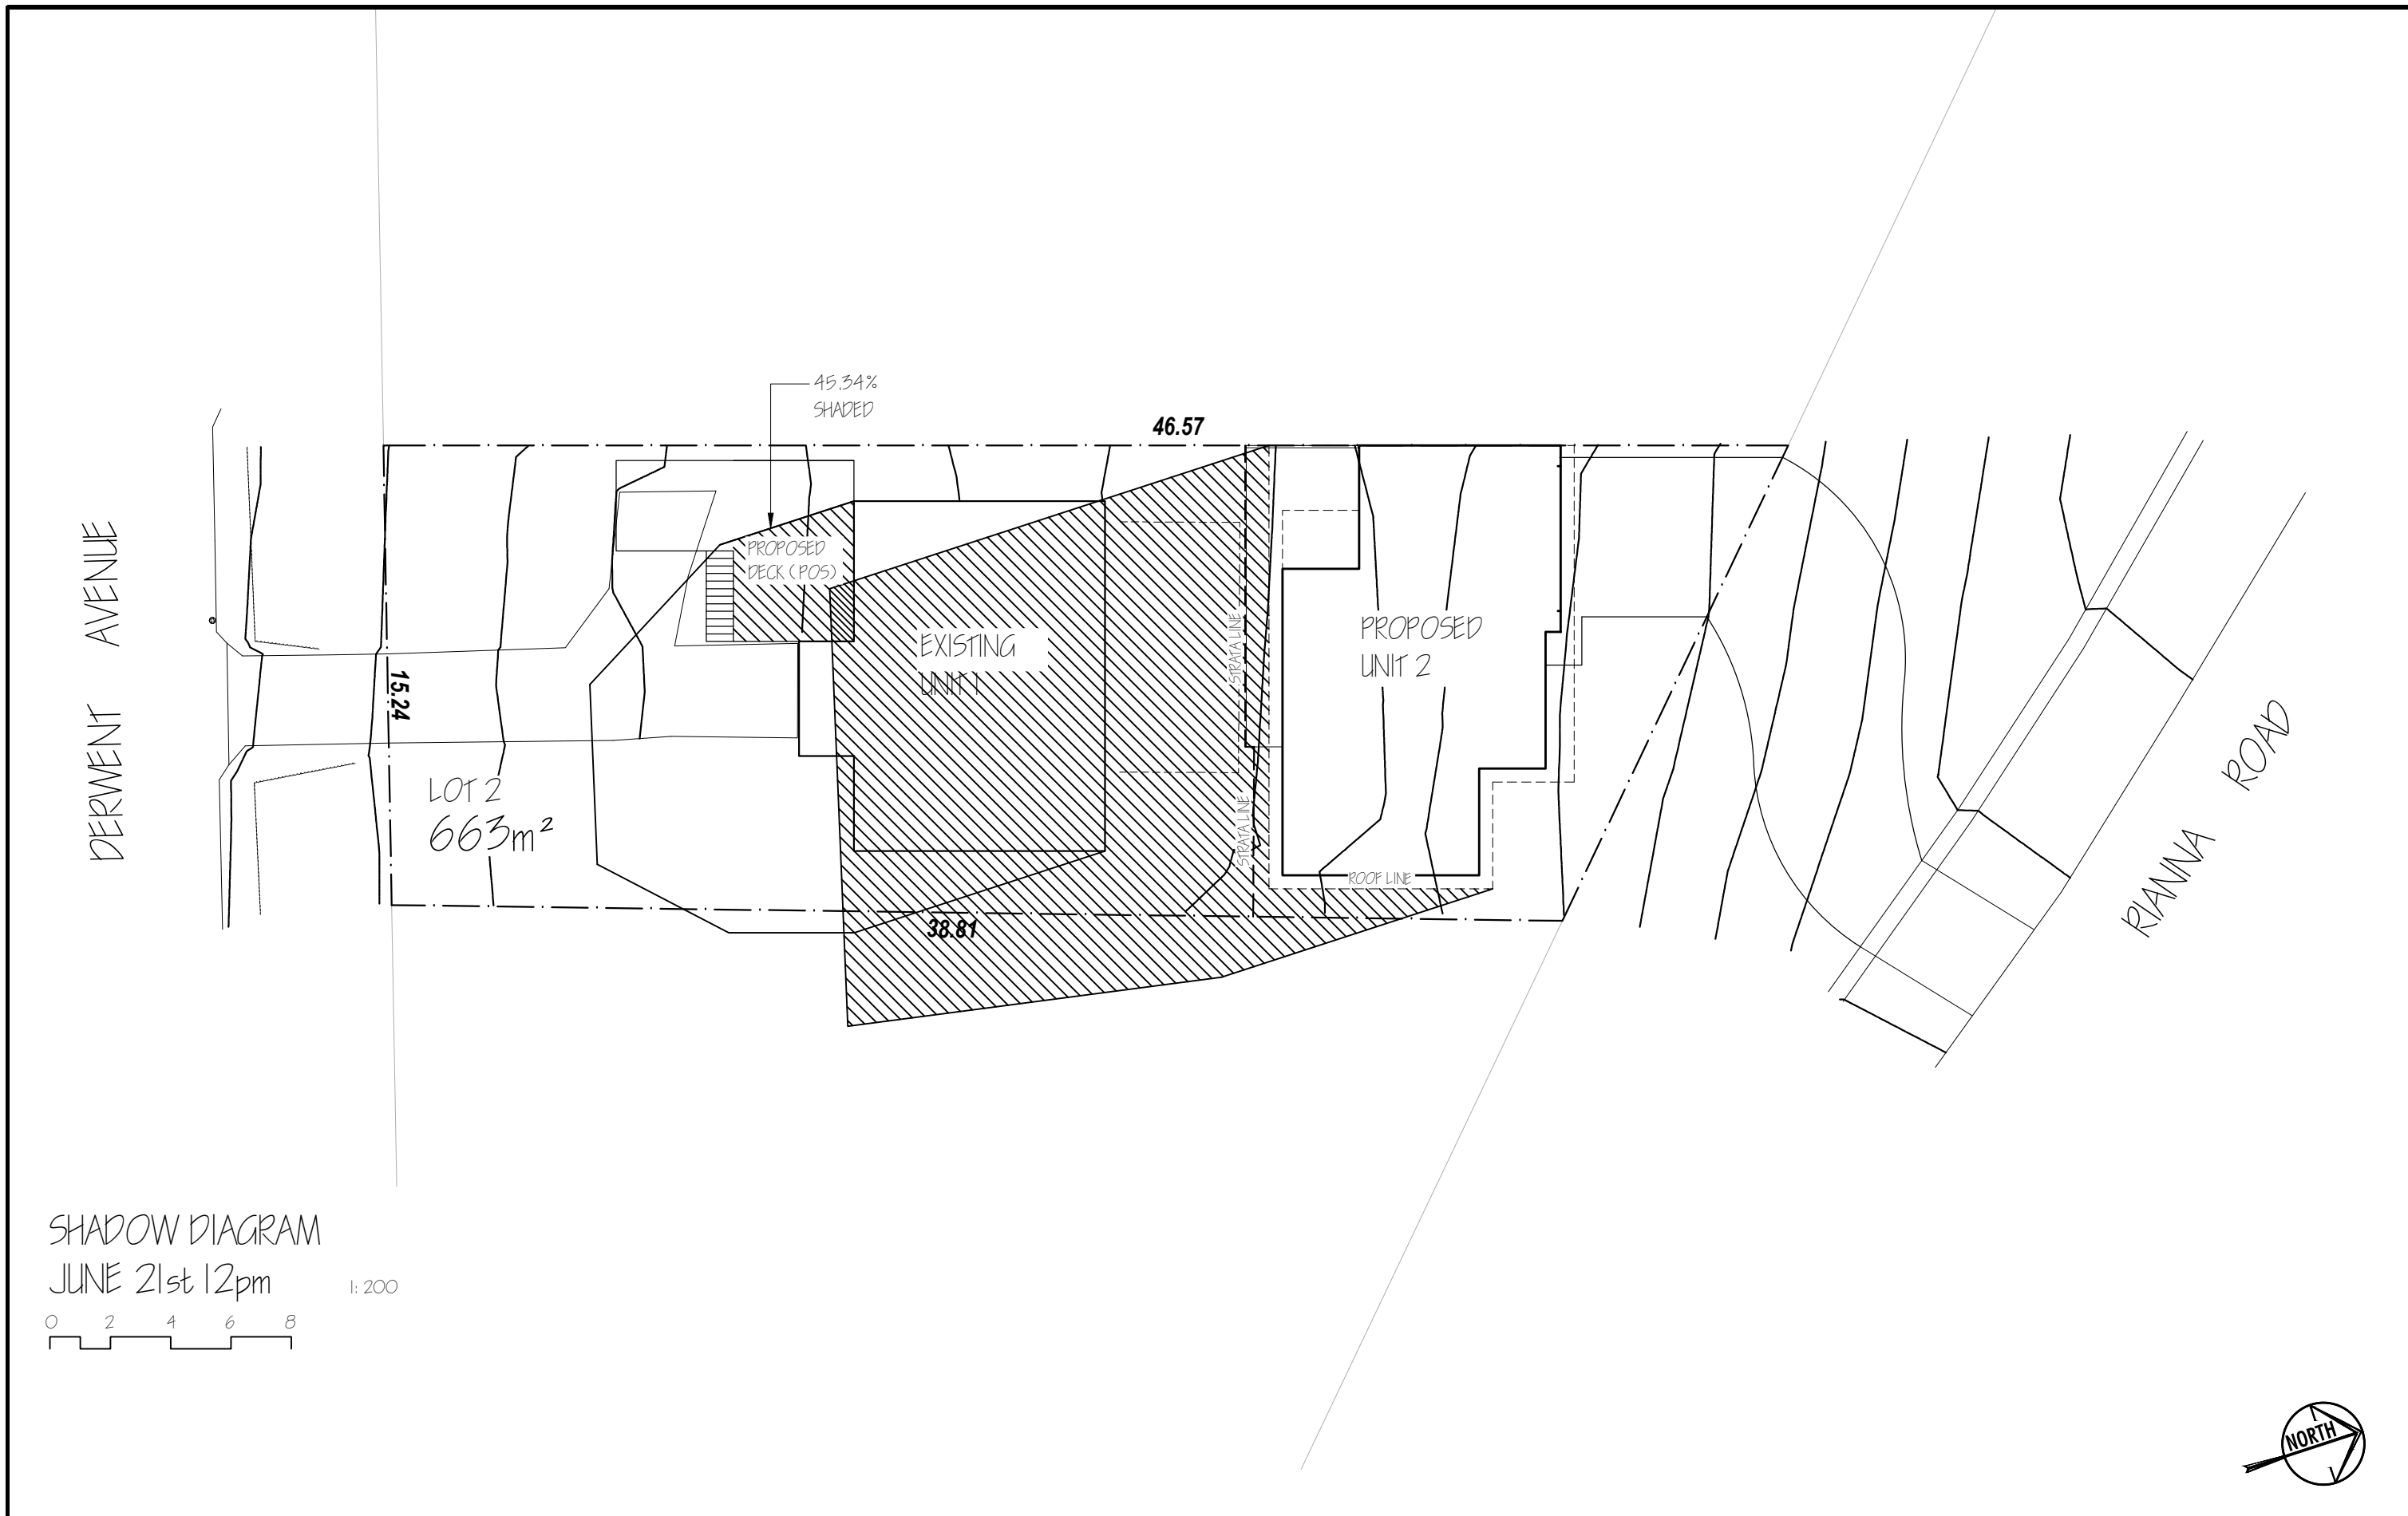 45.34%
SHADED
46.57
PROPOSED
DECK (POS)
EXISTING
UNIT 1
STRATA LINE
PROPOSED
UNIT 2
DERWENT AVENUE
15.24
LOT 2
663m²
STRATA LINE
ROOF LINE
38.81
RIANNA ROAD
SHADOW DIAGRAM
JUNE 21st 12pm 1:200
0 2 4 6 8
NORTH